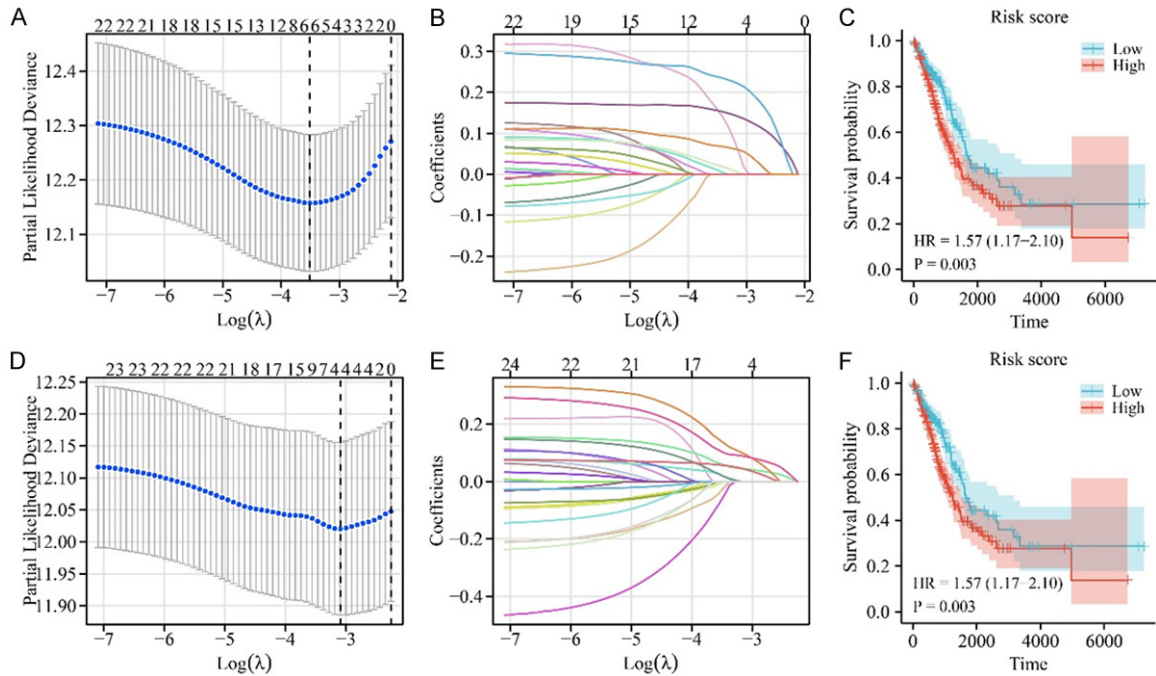 A
22 22 21 18 18 15 15 13 12 8 6 6 5 4 3 3 2 2 0
Partial Likelihood Deviance
12.4
12.3
12.2
12.1
−7 −6 −5 −4 −3 −2
Log(λ)
B
22 19 15 12 4 0
Coefficients
0.3
0.2
0.1
0.0
−0.1
−0.2
−7 −6 −5 −4 −3 −2
Log(λ)
C
Risk score
Low
High
Survival probability
1.0
0.8
0.6
0.4
0.2
0.0
HR = 1.57 (1.17−2.10)
P = 0.003
0 2000 4000 6000
Time
D
23 23 22 22 22 21 18 17 15 9 7 4 4 4 4 2 0
Partial Likelihood Deviance
12.25
12.20
12.15
12.10
12.05
12.00
11.95
11.90
−7 −6 −5 −4 −3
Log(λ)
E
24 22 21 17 4
Coefficients
0.2
0.0
−0.2
−0.4
−7 −6 −5 −4 −3
Log(λ)
F
Risk score
Low
High
Survival probability
1.0
0.8
0.6
0.4
0.2
0.0
HR = 1.57 (1.17−2.10)
P = 0.003
0 2000 4000 6000
Time